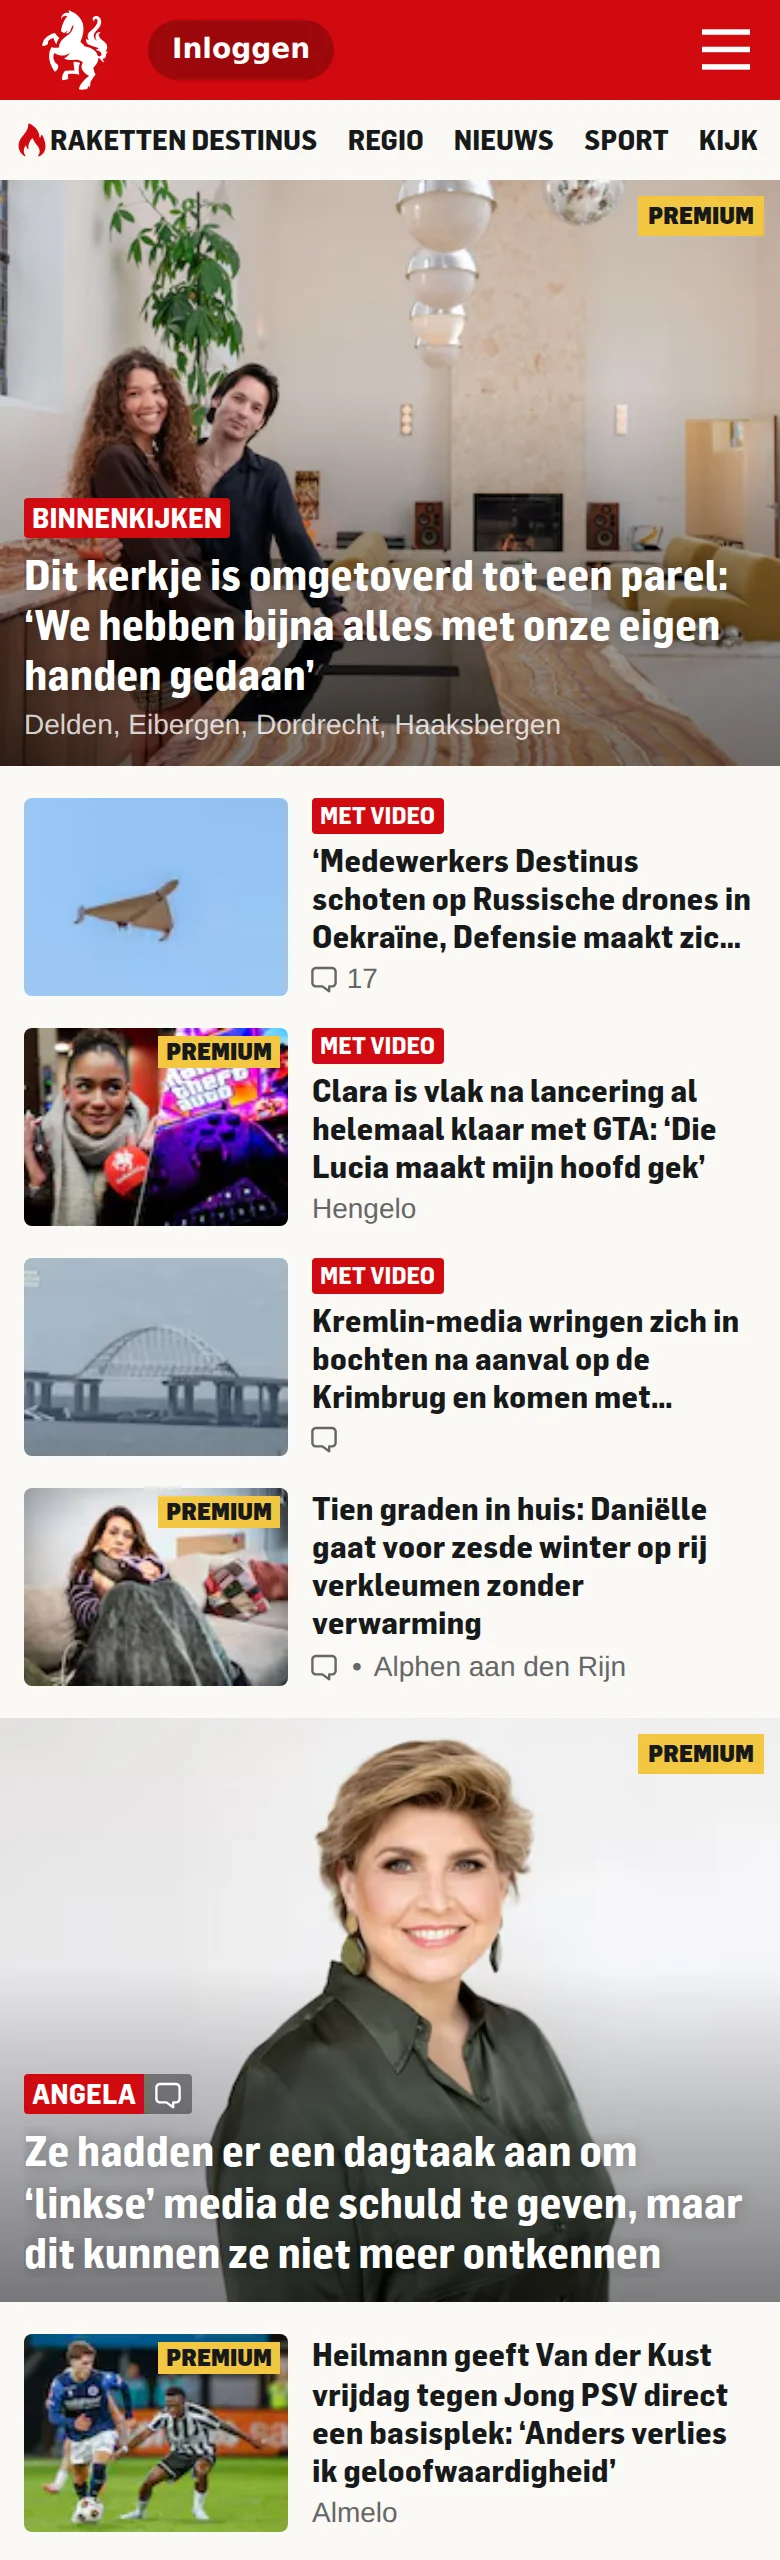 Inloggen
RAKETTEN DESTINUS REGIO NIEUWS SPORT KIJK
PREMIUM
BINNENKIJKEN
Dit kerkje is omgetoverd tot een parel:
‘We hebben bijna alles met onze eigen
handen gedaan’
Delden, Eibergen, Dordrecht, Haaksbergen
MET VIDEO
‘Medewerkers Destinus
schoten op Russische drones in
Oekraïne, Defensie maakt zic...
17
PREMIUM
MET VIDEO
Clara is vlak na lancering al
helemaal klaar met GTA: ‘Die
Lucia maakt mijn hoofd gek’
Hengelo
MET VIDEO
Kremlin-media wringen zich in
bochten na aanval op de
Krimbrug en komen met...
PREMIUM
Tien graden in huis: Daniëlle
gaat voor zesde winter op rij
verkleumen zonder
verwarming
• Alphen aan den Rijn
PREMIUM
ANGELA
Ze hadden er een dagtaak aan om
‘linkse’ media de schuld te geven, maar
dit kunnen ze niet meer ontkennen
PREMIUM
Heilmann geeft Van der Kust
vrijdag tegen Jong PSV direct
een basisplek: ‘Anders verlies
ik geloofwaardigheid’
Almelo